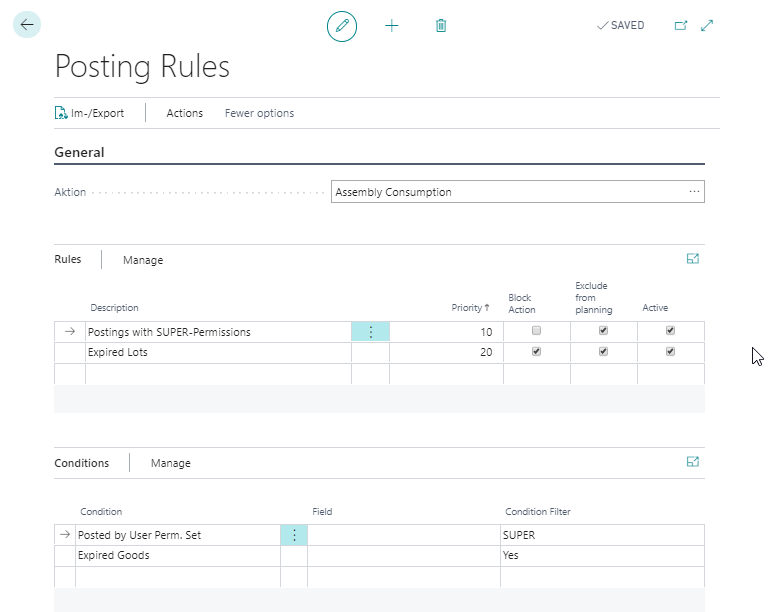 SAVED
Posting Rules
Im-/Export Actions Fewer options
General
Aktion Assembly Consumption
Rules Manage
Description Priority↑ Block Action Exclude from planning Active
Postings with SUPER-Permissions 10
Expired Lots 20
Conditions Manage
Condition Field Condition Filter
Posted by User Perm. Set SUPER
Expired Goods Yes